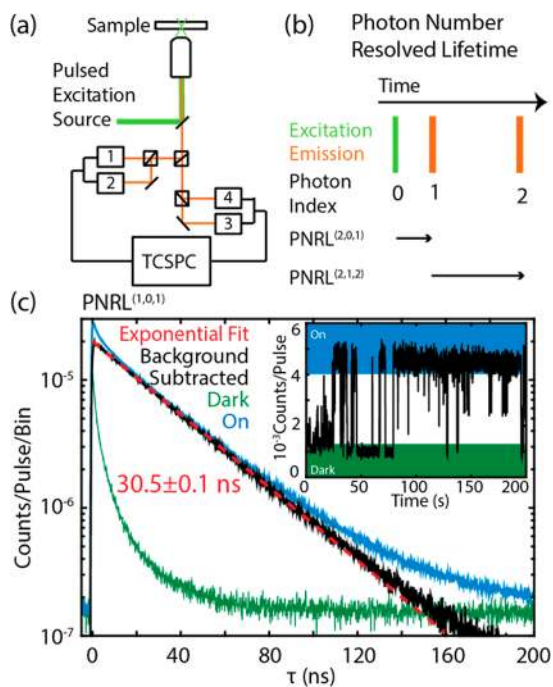 (a)
Sample
Pulsed
Excitation
Source
1
2
4
3
TCSPC
(b)
Photon Number
Resolved Lifetime
Time
Excitation
Emission
Photon
Index
0 1 2
PNRL(2,0,1)
PNRL(2,1,2)
(c)
PNRL(1,0,1)
Exponential Fit
Background
Subtracted
Dark
On
30.5±0.1 ns
Counts/Pulse/Bin
10-5
10-6
10-7
0 40 80 120 160 200
τ (ns)
On
Dark
10-3Counts/Pulse
6
4
2
0
0 50 100 150 200
Time (s)